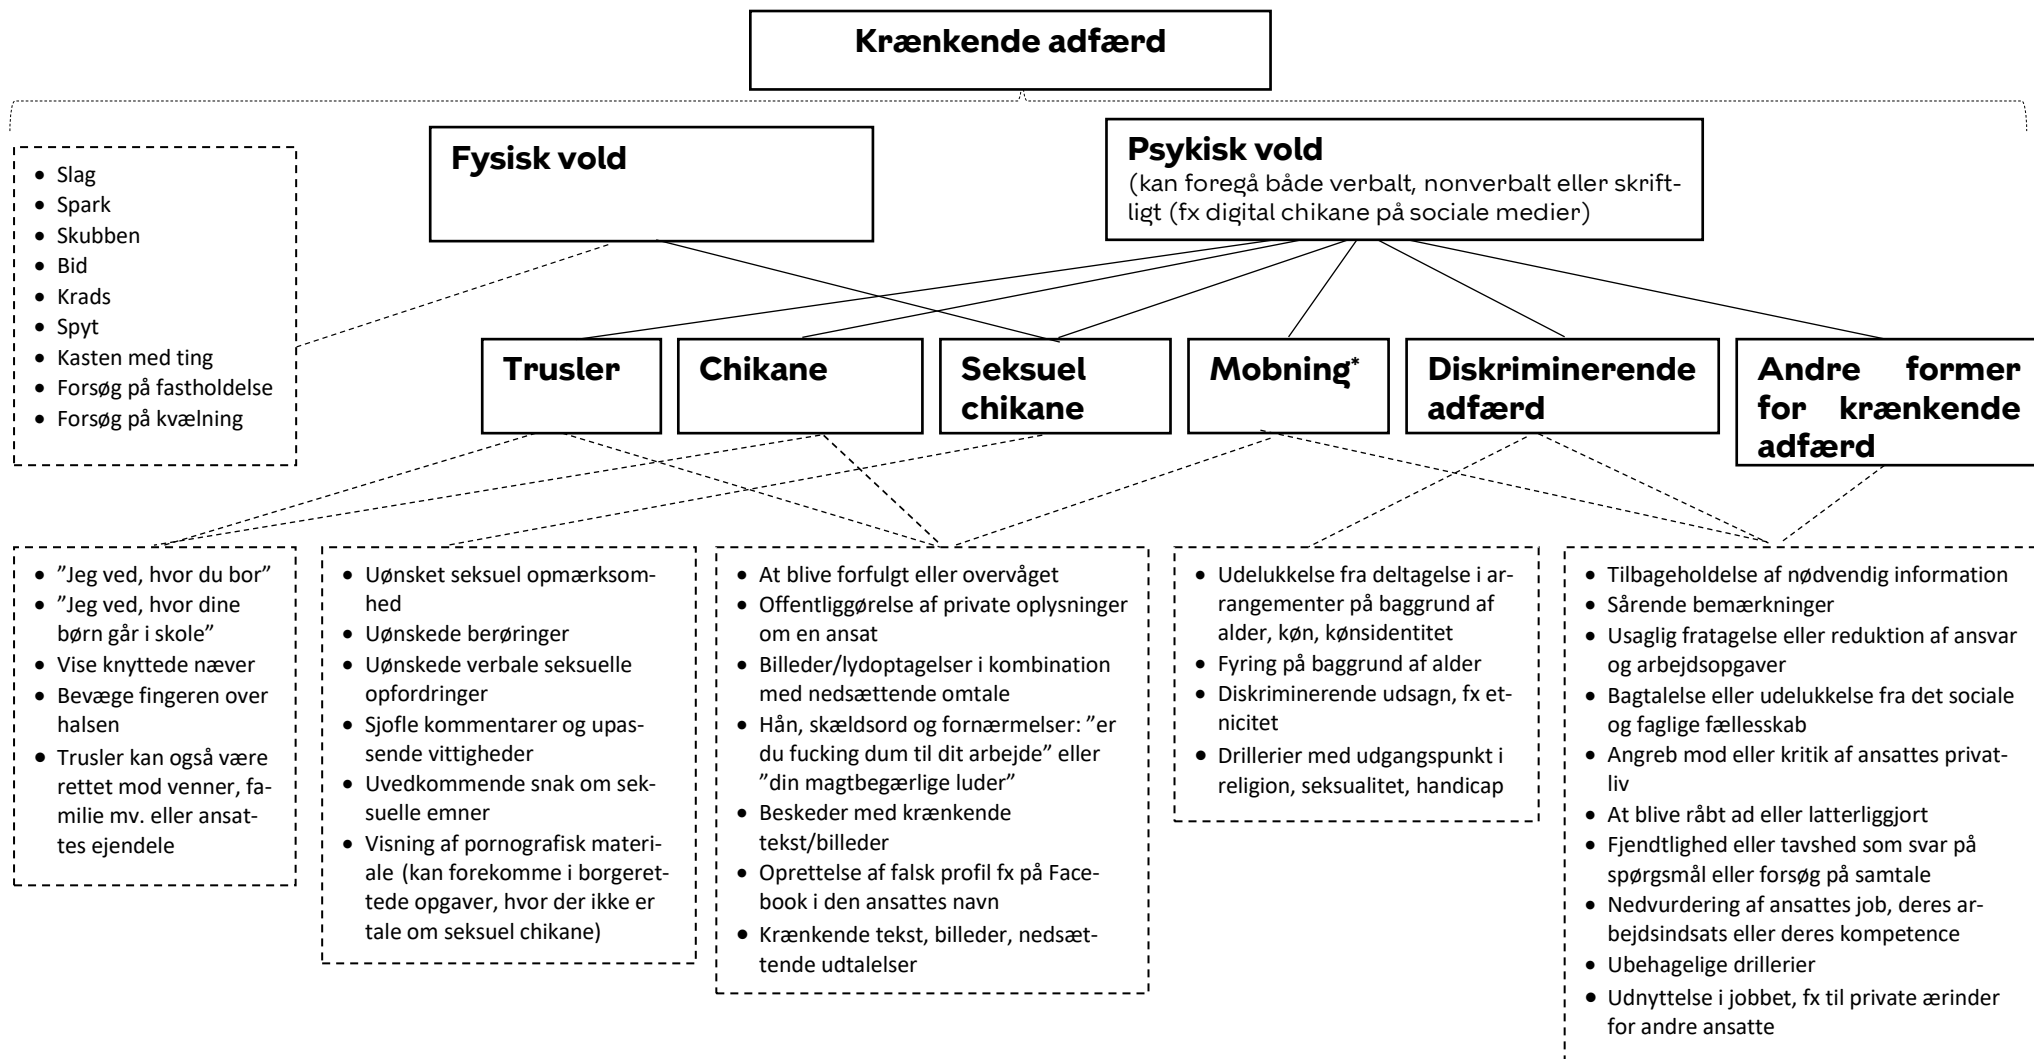 Krænkende adfærd
Fysisk vold
Psykisk vold
(kan foregå både verbalt, nonverbalt eller skrift-
ligt (fx digital chikane på sociale medier)
• Slag
• Spark
• Skubben
• Bid
• Krads
• Spyt
• Kasten med ting
• Forsøg på fastholdelse
• Forsøg på kvælning
Trusler
Chikane
Seksuel
chikane
Mobning*
Diskriminerende
adfærd
Andre former
for krænkende
adfærd
• ”Jeg ved, hvor du bor”
• ”Jeg ved, hvor dine
børn går i skole”
• Vise knyttede næver
• Bevæge fingeren over
halsen
• Trusler kan også være
rettet mod venner, fa-
milie mv. eller ansat-
tes ejendele
• Uønsket seksuel opmærksom-
hed
• Uønskede berøringer
• Uønskede verbale seksuelle
opfordringer
• Sjofle kommentarer og upas-
sende vittigheder
• Uvedkommende snak om sek-
suelle emner
• Visning af pornografisk materi-
ale (kan forekomme i borgeret-
tede opgaver, hvor der ikke er
tale om seksuel chikane)
• At blive forfulgt eller overvåget
• Offentliggørelse af private oplysninger
om en ansat
• Billeder/lydoptagelser i kombination
med nedsættende omtale
• Hån, skældsord og fornærmelser: ”er
du fucking dum til dit arbejde” eller
”din magtbegærlige luder”
• Beskeder med krænkende
tekst/billeder
• Oprettelse af falsk profil fx på Face-
book i den ansattes navn
• Krænkende tekst, billeder, nedsæt-
tende udtalelser
• Udelukkelse fra deltagelse i ar-
rangementer på baggrund af
alder, køn, kønsidentitet
• Fyring på baggrund af alder
• Diskriminerende udsagn, fx et-
nicitet
• Drillerier med udgangspunkt i
religion, seksualitet, handicap
• Tilbageholdelse af nødvendig information
• Sårende bemærkninger
• Usaglig fratagelse eller reduktion af ansvar
og arbejdsopgaver
• Bagtalelse eller udelukkelse fra det sociale
og faglige fællesskab
• Angreb mod eller kritik af ansattes privat-
liv
• At blive råbt ad eller latterliggjort
• Fjendtlighed eller tavshed som svar på
spørgsmål eller forsøg på samtale
• Nedvurdering af ansattes job, deres ar-
bejdsindsats eller deres kompetence
• Ubehagelige drillerier
• Udnyttelse i jobbet, fx til private ærinder
for andre ansatte